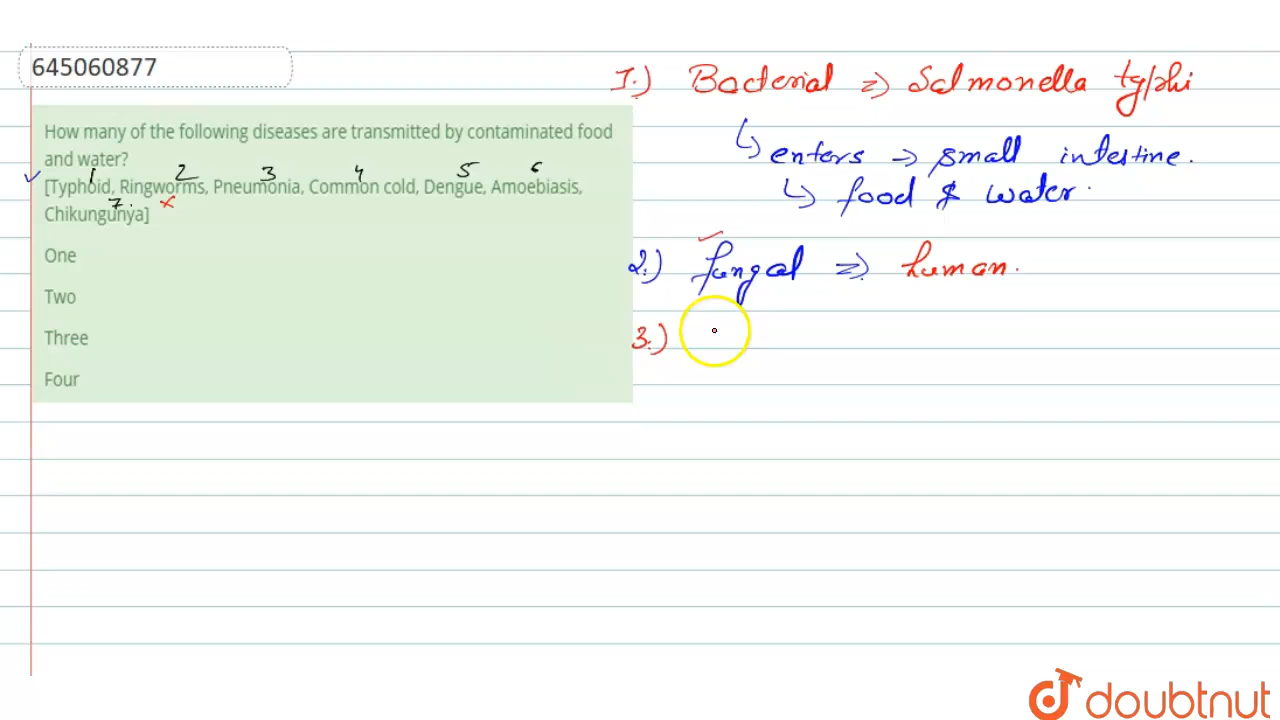 645060877
How many of the following diseases are transmitted by contaminated food
and water?
1 2 3 4 5 6
[Typhoid, Ringworms, Pneumonia, Common cold, Dengue, Amoebiasis,
7.
Chikungunya]
One
Two
Three
Four
1.) Bacterial => Salmonella typhi
enters -> small intestine.
food & water.
2.) fungal => human.
3.)
doubtnut